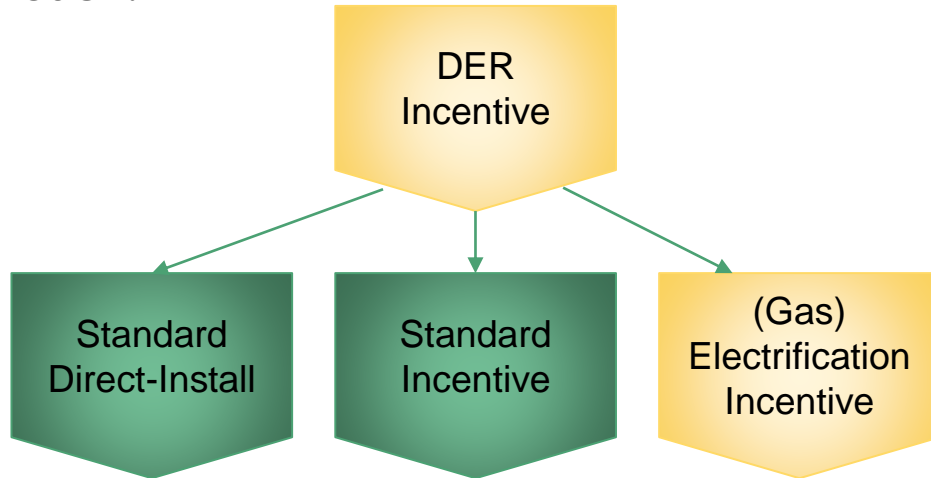 DER
Incentive
Standard
Direct-Install
Standard
Incentive
(Gas)
Electrification
Incentive